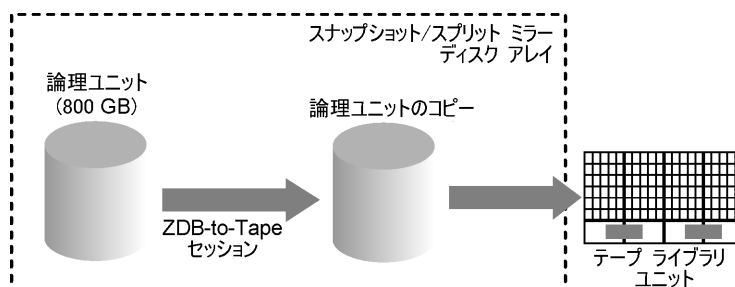 スナップショット/スプリット ミラー
ディスク アレイ
論理ユニット
(800 GB)
論理ユニットのコピー
ZDB-to-Tape
セッション
テープ ライブラリ
ユニット